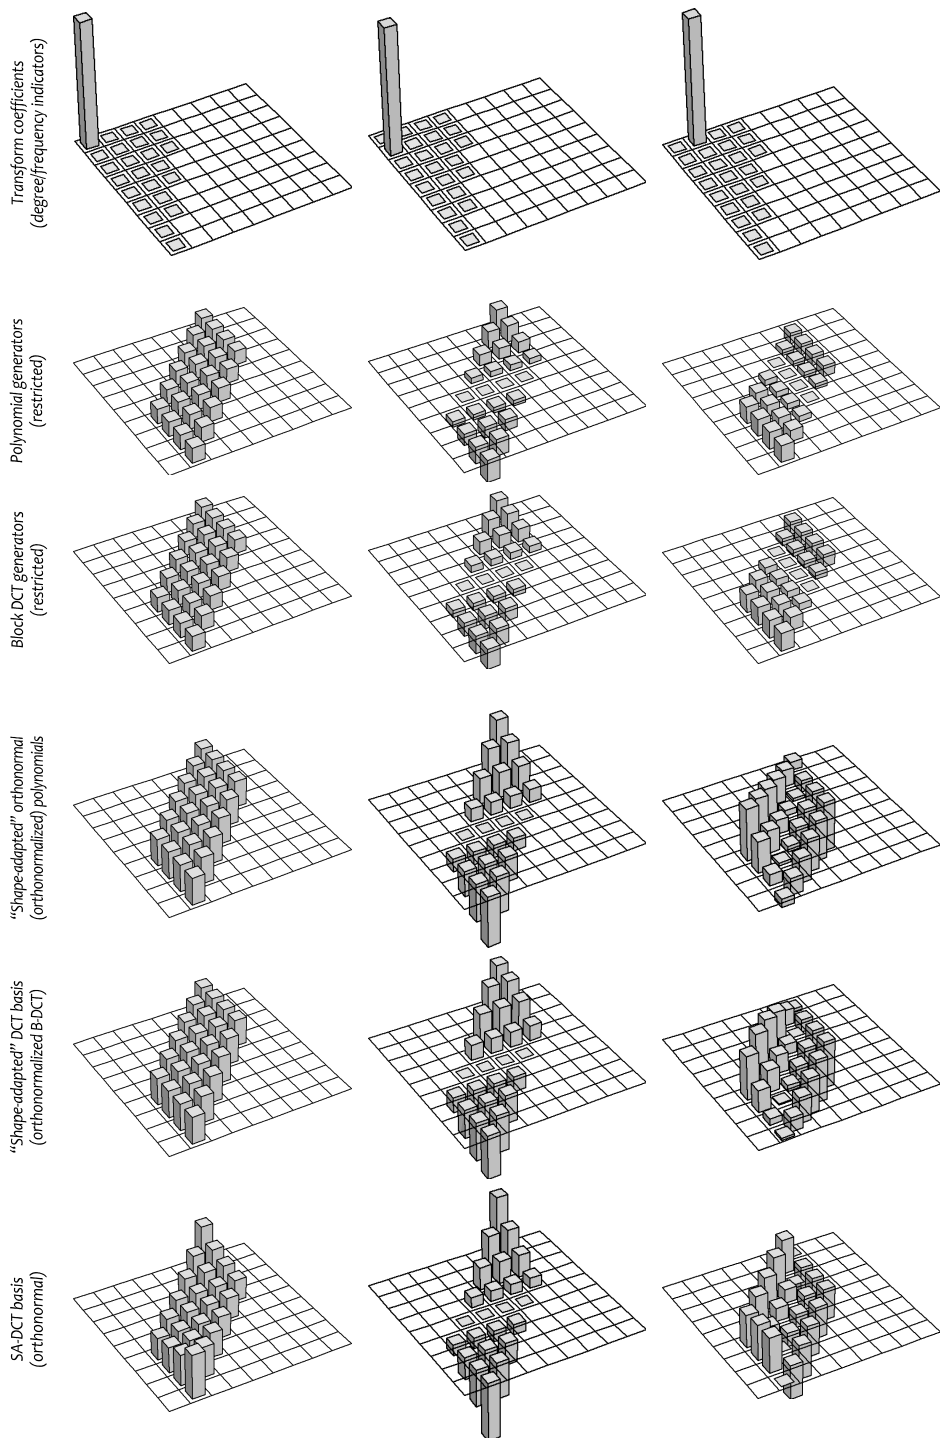 Transform coefficients
(degree/frequency indicators)
Polynomial generators
(restricted)
Block DCT generators
(restricted)
“Shape-adapted” orthonormal
(orthonormalized) polynomials
“Shape-adapted” DCT basis
(orthonormalized B-DCT)
SA-DCT basis
(orthonormal)